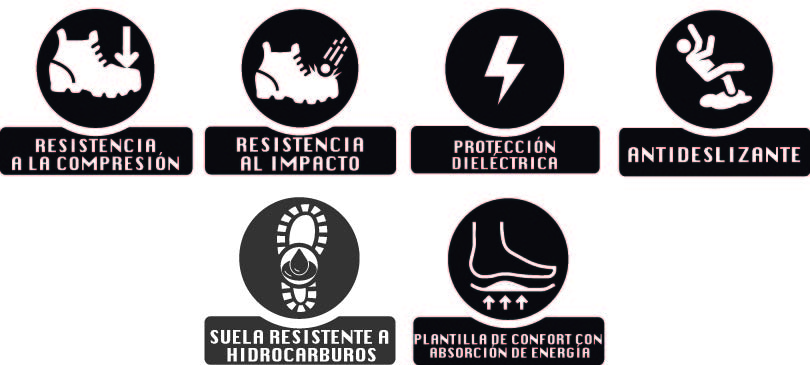 RESISTENCIA
A LA COMPRESIÓN
RESISTENCIA
AL IMPACTO
PROTECCIÓN
DIELÉCTRICA
ANTIDESLIZANTE
SUELA RESISTENTE A
HIDROCARBUROS
PLANTILLA DE CONFORT CON
ABSORCIÓN DE ENERGÍA